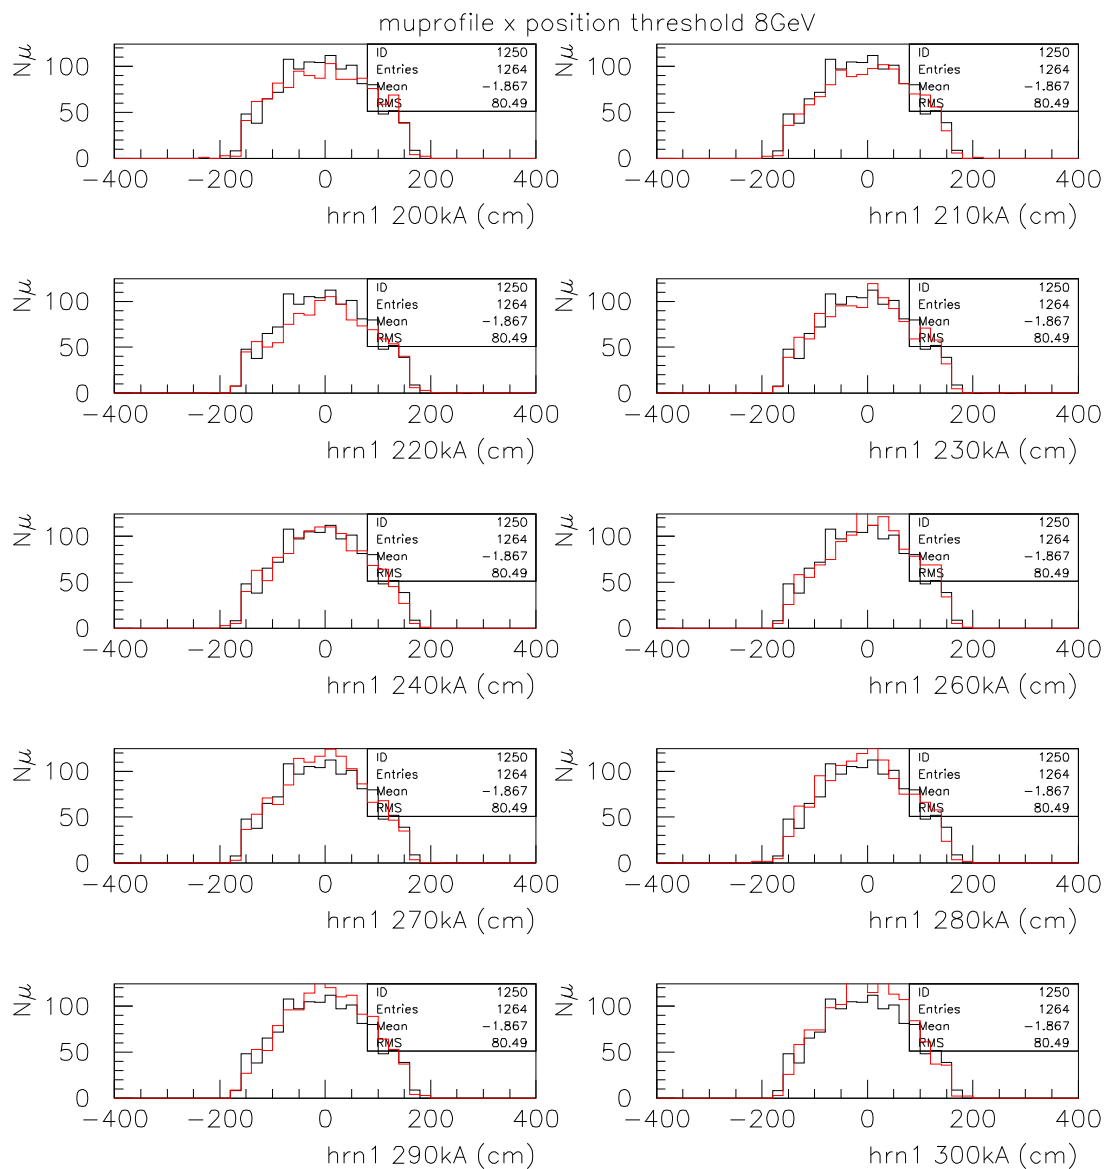 muprofile x position threshold 8GeV
Nμ
100
50
0
ID 1250
Entries 1264
Mean -1.867
RMS 80.49
-400 -200 0 200 400
hrn1 200kA (cm)
Nμ
100
50
0
ID 1250
Entries 1264
Mean -1.867
RMS 80.49
-400 -200 0 200 400
hrn1 210kA (cm)
Nμ
100
50
0
ID 1250
Entries 1264
Mean -1.867
RMS 80.49
-400 -200 0 200 400
hrn1 220kA (cm)
Nμ
100
50
0
ID 1250
Entries 1264
Mean -1.867
RMS 80.49
-400 -200 0 200 400
hrn1 230kA (cm)
Nμ
100
50
0
ID 1250
Entries 1264
Mean -1.867
RMS 80.49
-400 -200 0 200 400
hrn1 240kA (cm)
Nμ
100
50
0
ID 1250
Entries 1264
Mean -1.867
RMS 80.49
-400 -200 0 200 400
hrn1 260kA (cm)
Nμ
100
50
0
ID 1250
Entries 1264
Mean -1.867
RMS 80.49
-400 -200 0 200 400
hrn1 270kA (cm)
Nμ
100
50
0
ID 1250
Entries 1264
Mean -1.867
RMS 80.49
-400 -200 0 200 400
hrn1 280kA (cm)
Nμ
100
50
0
ID 1250
Entries 1264
Mean -1.867
RMS 80.49
-400 -200 0 200 400
hrn1 290kA (cm)
Nμ
100
50
0
ID 1250
Entries 1264
Mean -1.867
RMS 80.49
-400 -200 0 200 400
hrn1 300kA (cm)